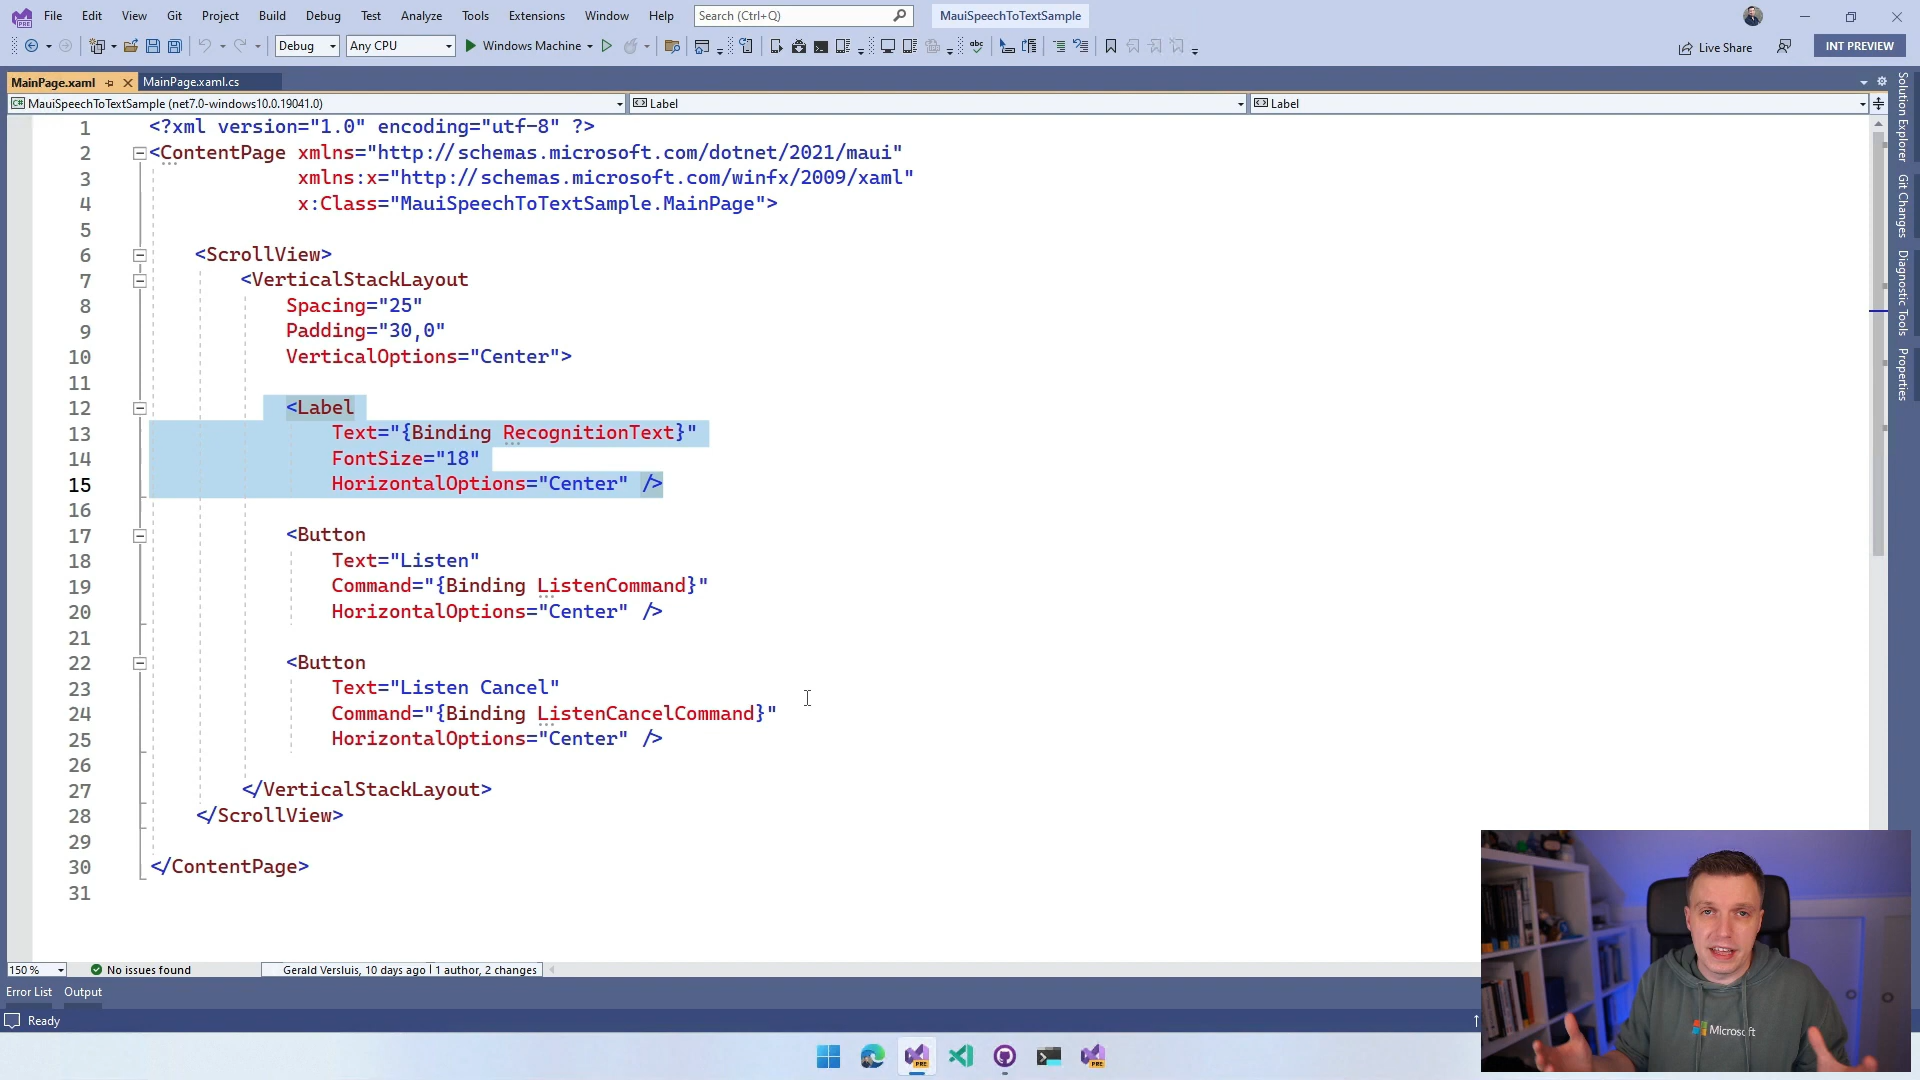 File Edit View Git Project Build Debug Test Analyze Tools Extensions Window Help Search (Ctrl+Q) MauiSpeechToTextSample
Debug Any CPU Windows Machine Live Share INT PREVIEW
MainPage.xaml MainPage.xaml.cs
MauiSpeechToTextSample (net7.0-windows10.0.19041.0) Label Label
1 <?xml version="1.0" encoding="utf-8" ?>
2 <ContentPage xmlns="http://schemas.microsoft.com/dotnet/2021/maui"
3 xmlns:x="http://schemas.microsoft.com/winfx/2009/xaml"
4 x:Class="MauiSpeechToTextSample.MainPage">
5
6 <ScrollView>
7 <VerticalStackLayout
8 Spacing="25"
9 Padding="30,0"
10 VerticalOptions="Center">
11
12 <Label
13 Text="{Binding RecognitionText}"
14 FontSize="18"
15 HorizontalOptions="Center" />
16
17 <Button
18 Text="Listen"
19 Command="{Binding ListenCommand}"
20 HorizontalOptions="Center" />
21
22 <Button
23 Text="Listen Cancel"
24 Command="{Binding ListenCancelCommand}"
25 HorizontalOptions="Center" />
26
27 </VerticalStackLayout>
28 </ScrollView>
29
30 </ContentPage>
31
Solution Explorer
Git Changes
Diagnostic Tools
Properties
150 % No issues found Gerald Versluis, 10 days ago | 1 author, 2 changes
Error List Output
Ready
Microsoft